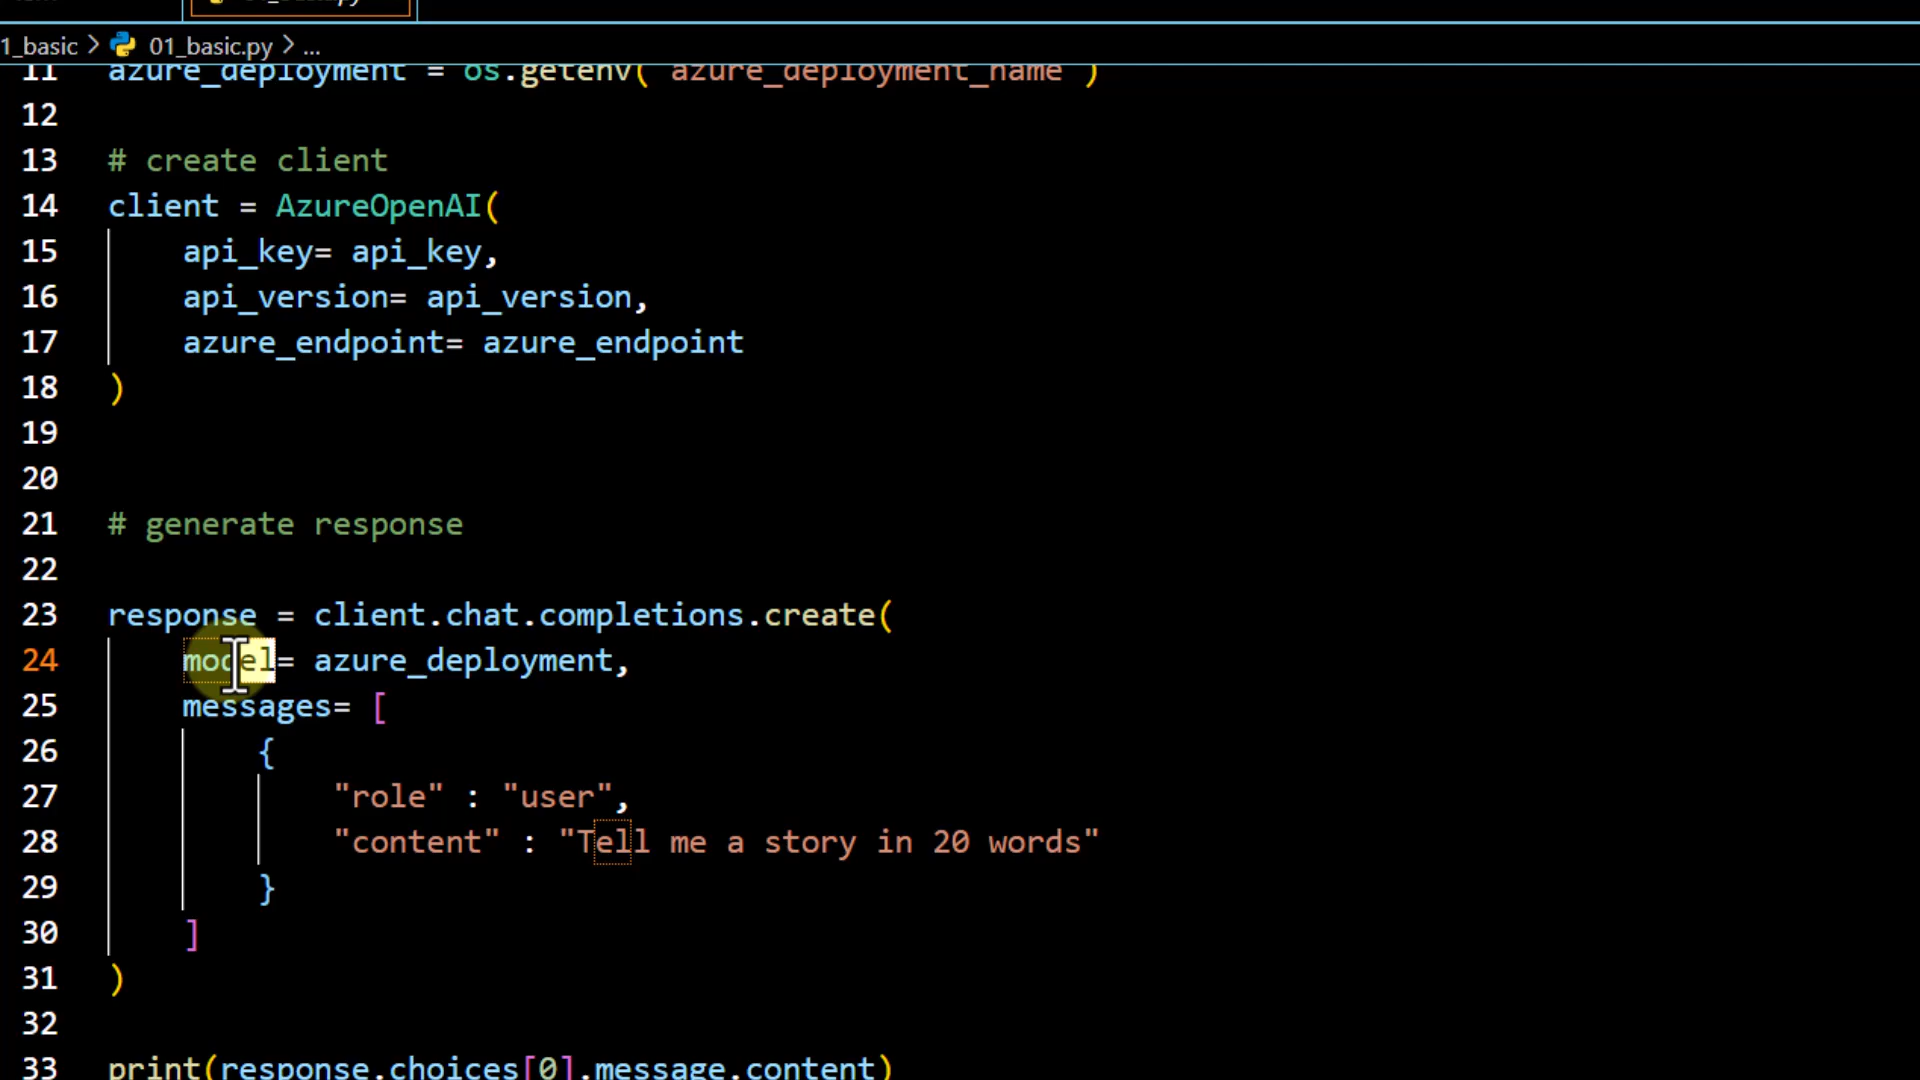 1_basic > 01_basic.py > ...
11 azure_deployment = os.getenv( azure_deployment_name )
12
13 # create client
14 client = AzureOpenAI(
15 api_key= api_key,
16 api_version= api_version,
17 azure_endpoint= azure_endpoint
18 )
19
20
21 # generate response
22
23 response = client.chat.completions.create(
24 model= azure_deployment,
25 messages= [
26 {
27 "role" : "user",
28 "content" : "Tell me a story in 20 words"
29 }
30 ]
31 )
32
33 print(response.choices[0].message.content)